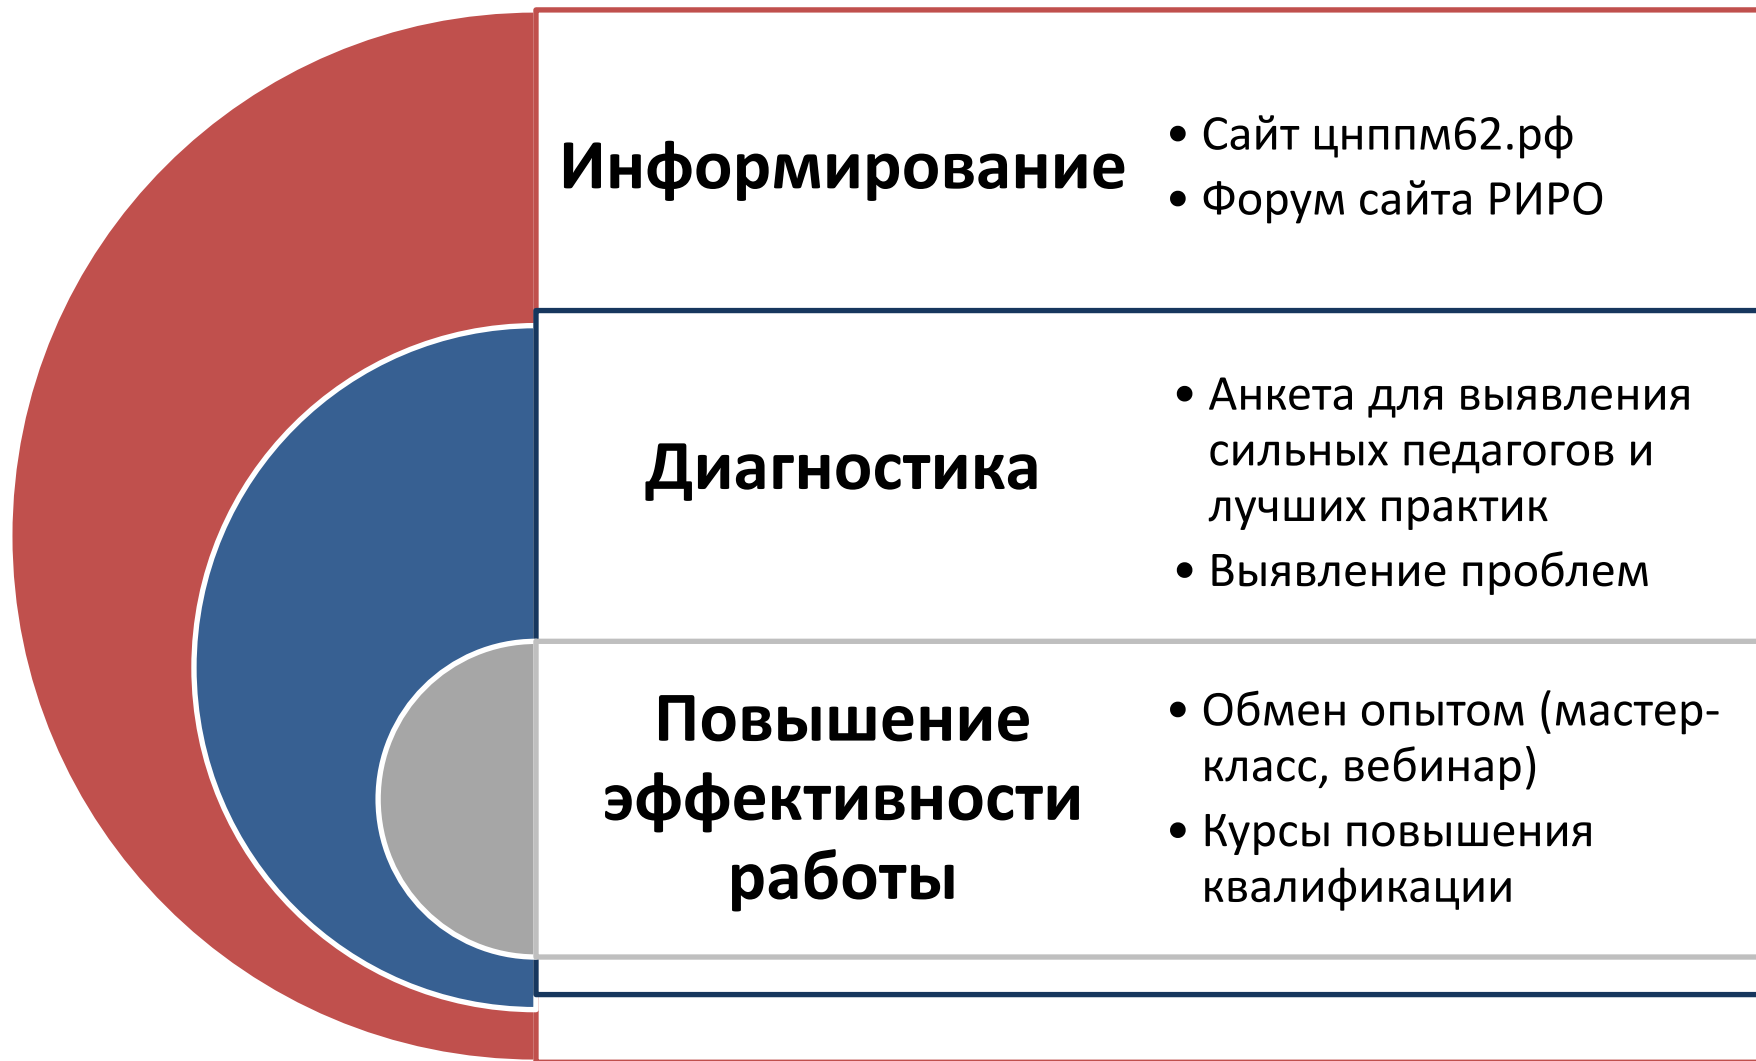 Информирование
• Сайт цнппм62.рф
• Форум сайта РИРО
Диагностика
• Анкета для выявления
сильных педагогов и
лучших практик
• Выявление проблем
Повышение
эффективности
работы
• Обмен опытом (мастер-
класс, вебинар)
• Курсы повышения
квалификации